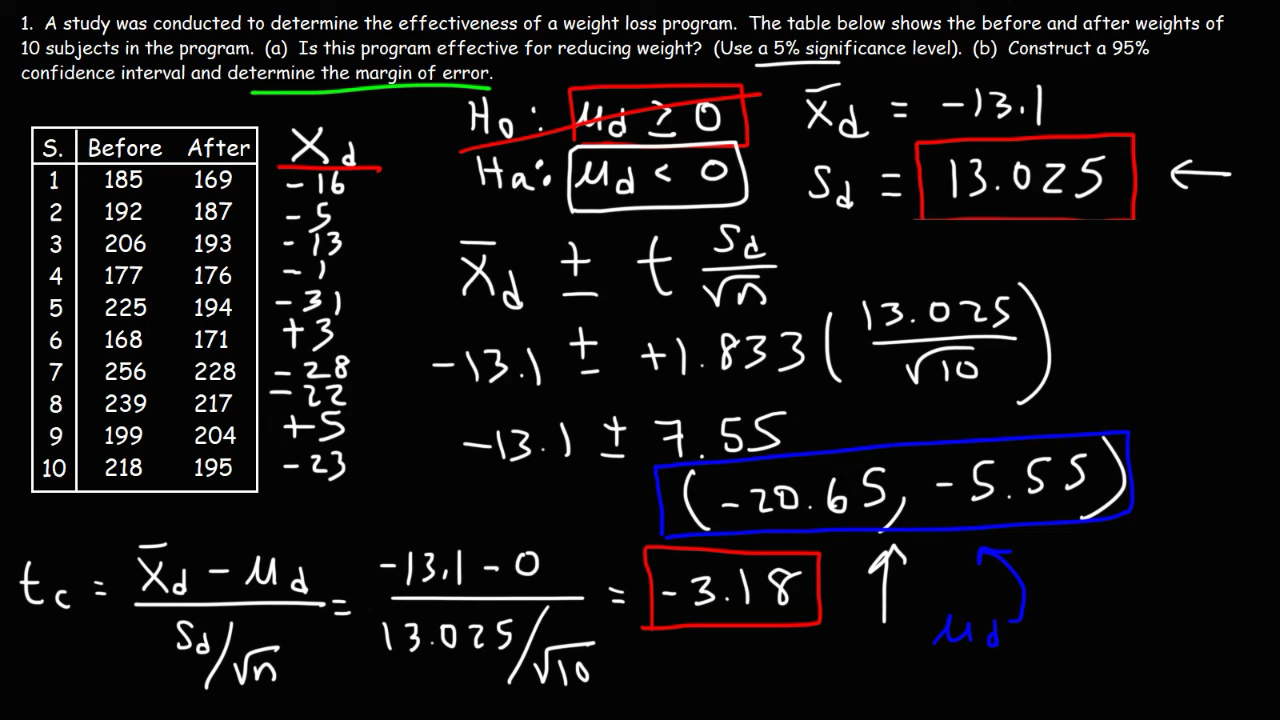 1. A study was conducted to determine the effectiveness of a weight loss program. The table below shows the before and after weights of
10 subjects in the program. (a) Is this program effective for reducing weight? (Use a 5% significance level). (b) Construct a 95%
confidence interval and determine the margin of error.
S. Before After Xd
1 185 169 -16
2 192 187 -5
3 206 193 -13
4 177 176 -1
5 225 194 -31
6 168 171 +3
7 256 228 -28
8 239 217 -22
9 199 204 +5
10 218 195 -23
H0: μd ≥ 0
Ha: μd < 0
x̄d = -13.1
sd = 13.025 ←
x̄d ± t sd/√n
-13.1 ± +1.833 (13.025/√10)
-13.1 ± 7.55
(-20.65, -5.55)
μd
tc = (x̄d - μd)/(sd/√n) = (-13.1 - 0)/(13.025/√10) = -3.18